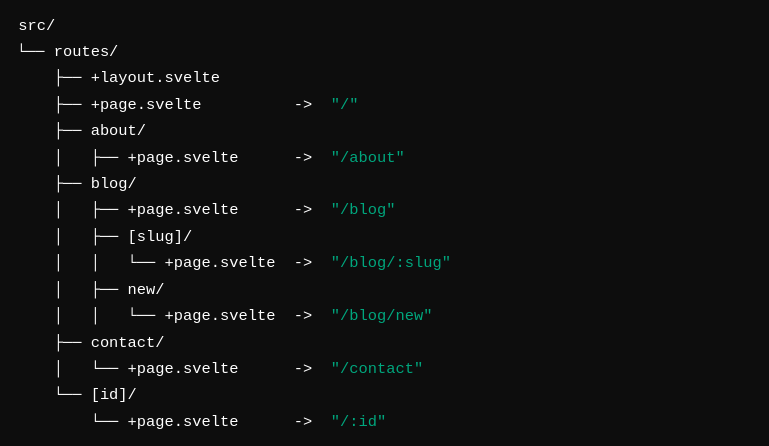 src/
└── routes/
    ├── +layout.svelte
    ├── +page.svelte          ->  "/"
    ├── about/
    │   ├── +page.svelte      ->  "/about"
    ├── blog/
    │   ├── +page.svelte      ->  "/blog"
    │   ├── [slug]/
    │   │   └── +page.svelte  ->  "/blog/:slug"
    │   ├── new/
    │   │   └── +page.svelte  ->  "/blog/new"
    ├── contact/
    │   └── +page.svelte      ->  "/contact"
    └── [id]/
        └── +page.svelte      ->  "/:id"